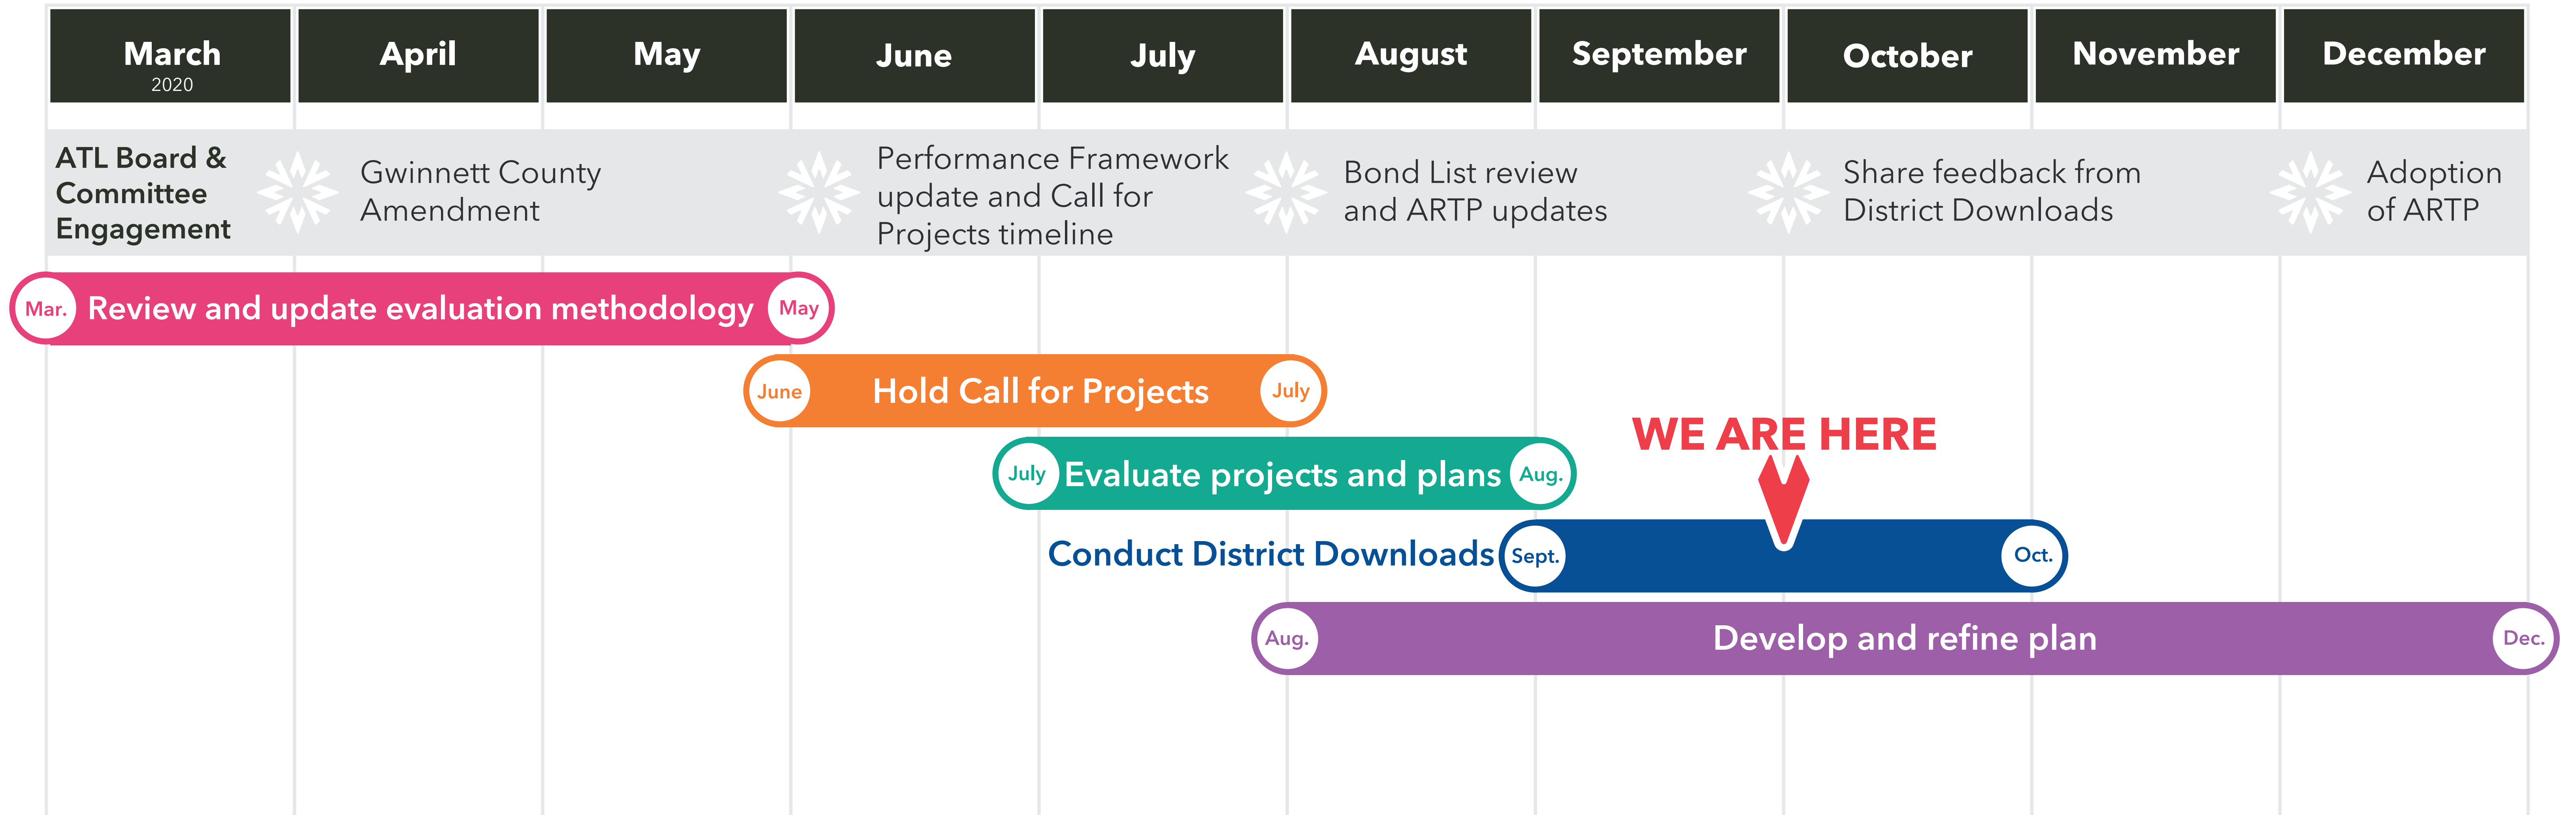 March
2020
April
May
June
July
August
September
October
November
December
ATL Board &
Committee
Engagement
Gwinnett County
Amendment
Performance Framework
update and Call for
Projects timeline
Bond List review
and ARTP updates
Share feedback from
District Downloads
Adoption
of ARTP
Mar.
Review and update evaluation methodology
May
June
Hold Call for Projects
July
WE ARE HERE
July
Evaluate projects and plans
Aug.
Conduct District Downloads
Sept.
Oct.
Aug.
Develop and refine plan
Dec.